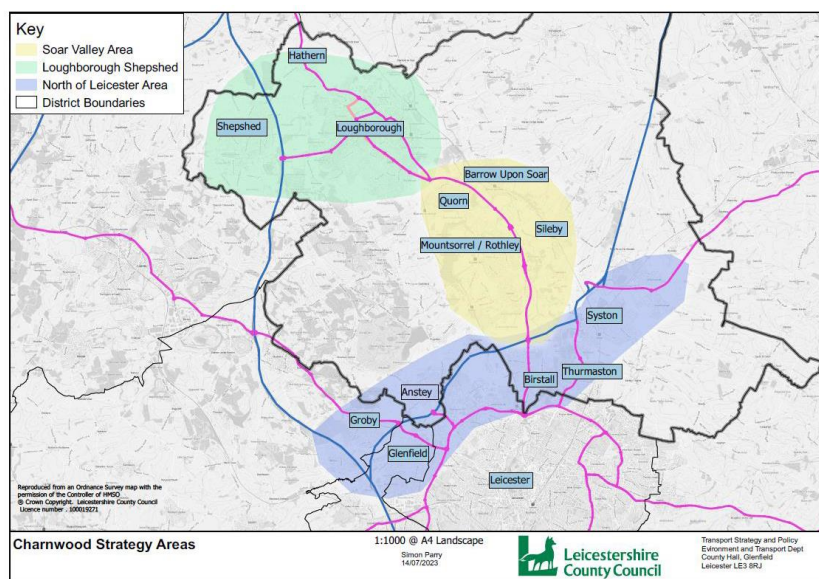 Key
Soar Valley Area
Loughborough Shepshed
North of Leicester Area
District Boundaries
Hathern
Shepshed
Loughborough
Barrow Upon Soar
Quorn
Sileby
Mountsorrel / Rothley
Syston
Thurmaston
Birstall
Anstey
Groby
Glenfield
Leicester
Reproduced from an Ordnance Survey map with the
permission of the Controller of HMSO
@ Crown Copyright. Leicestershire County Council
Licence number . 100019271
Charnwood Strategy Areas
1:1000 @ A4 Landscape
Simon Parry
14/07/2023
Leicestershire
County Council
Transport Strategy and Policy
Evironment and Transport Dept
County Hall, Glenfield
Leicester LE3 8RJ